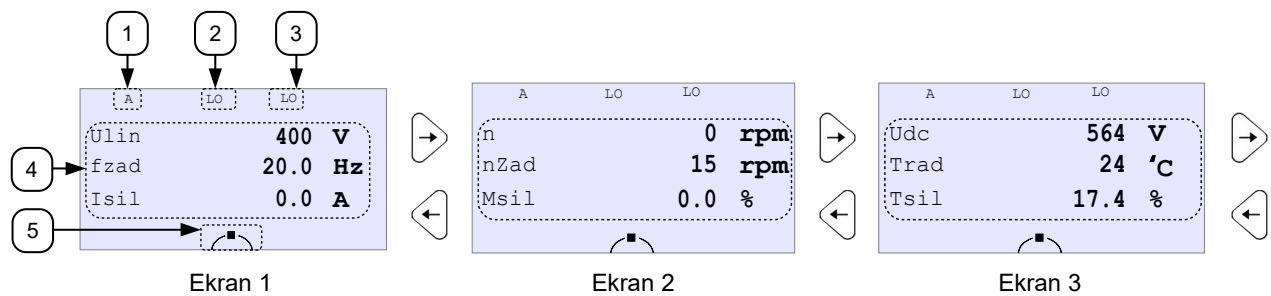 1 2 3
A LO LO
Ulin 400 V
fzad 20.0 Hz
Isil 0.0 A
4
5
Ekran 1
A LO LO
n 0 rpm
nZad 15 rpm
Msil 0.0 %
Ekran 2
A LO LO
Udc 564 V
Trad 24 'C
Tsil 17.4 %
Ekran 3